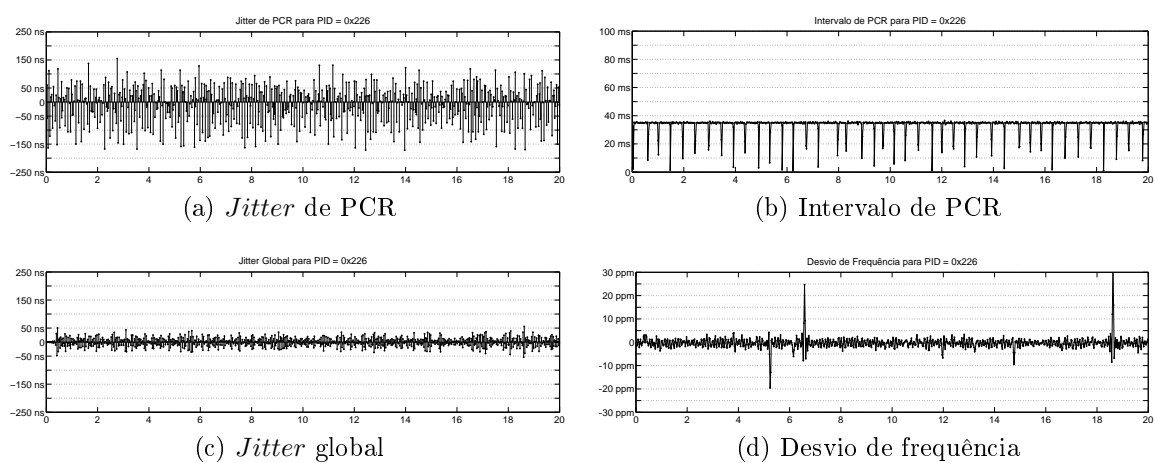 Jitter de PCR para PID = 0x226
250 ns
150 ns
50 ns
0
−50 ns
−150 ns
−250 ns
0 2 4 6 8 10 12 14 16 18 20
(a) Jitter de PCR
Intervalo de PCR para PID = 0x226
100 ms
80 ms
60 ms
40 ms
20 ms
0
0 2 4 6 8 10 12 14 16 18 20
(b) Intervalo de PCR
Jitter Global para PID = 0x226
250 ns
150 ns
50 ns
0
−50 ns
−150 ns
−250 ns
0 2 4 6 8 10 12 14 16 18 20
(c) Jitter global
Desvio de Frequência para PID = 0x226
30 ppm
20 ppm
10 ppm
0
-10 ppm
-20 ppm
-30 ppm
0 2 4 6 8 10 12 14 16 18 20
(d) Desvio de frequência